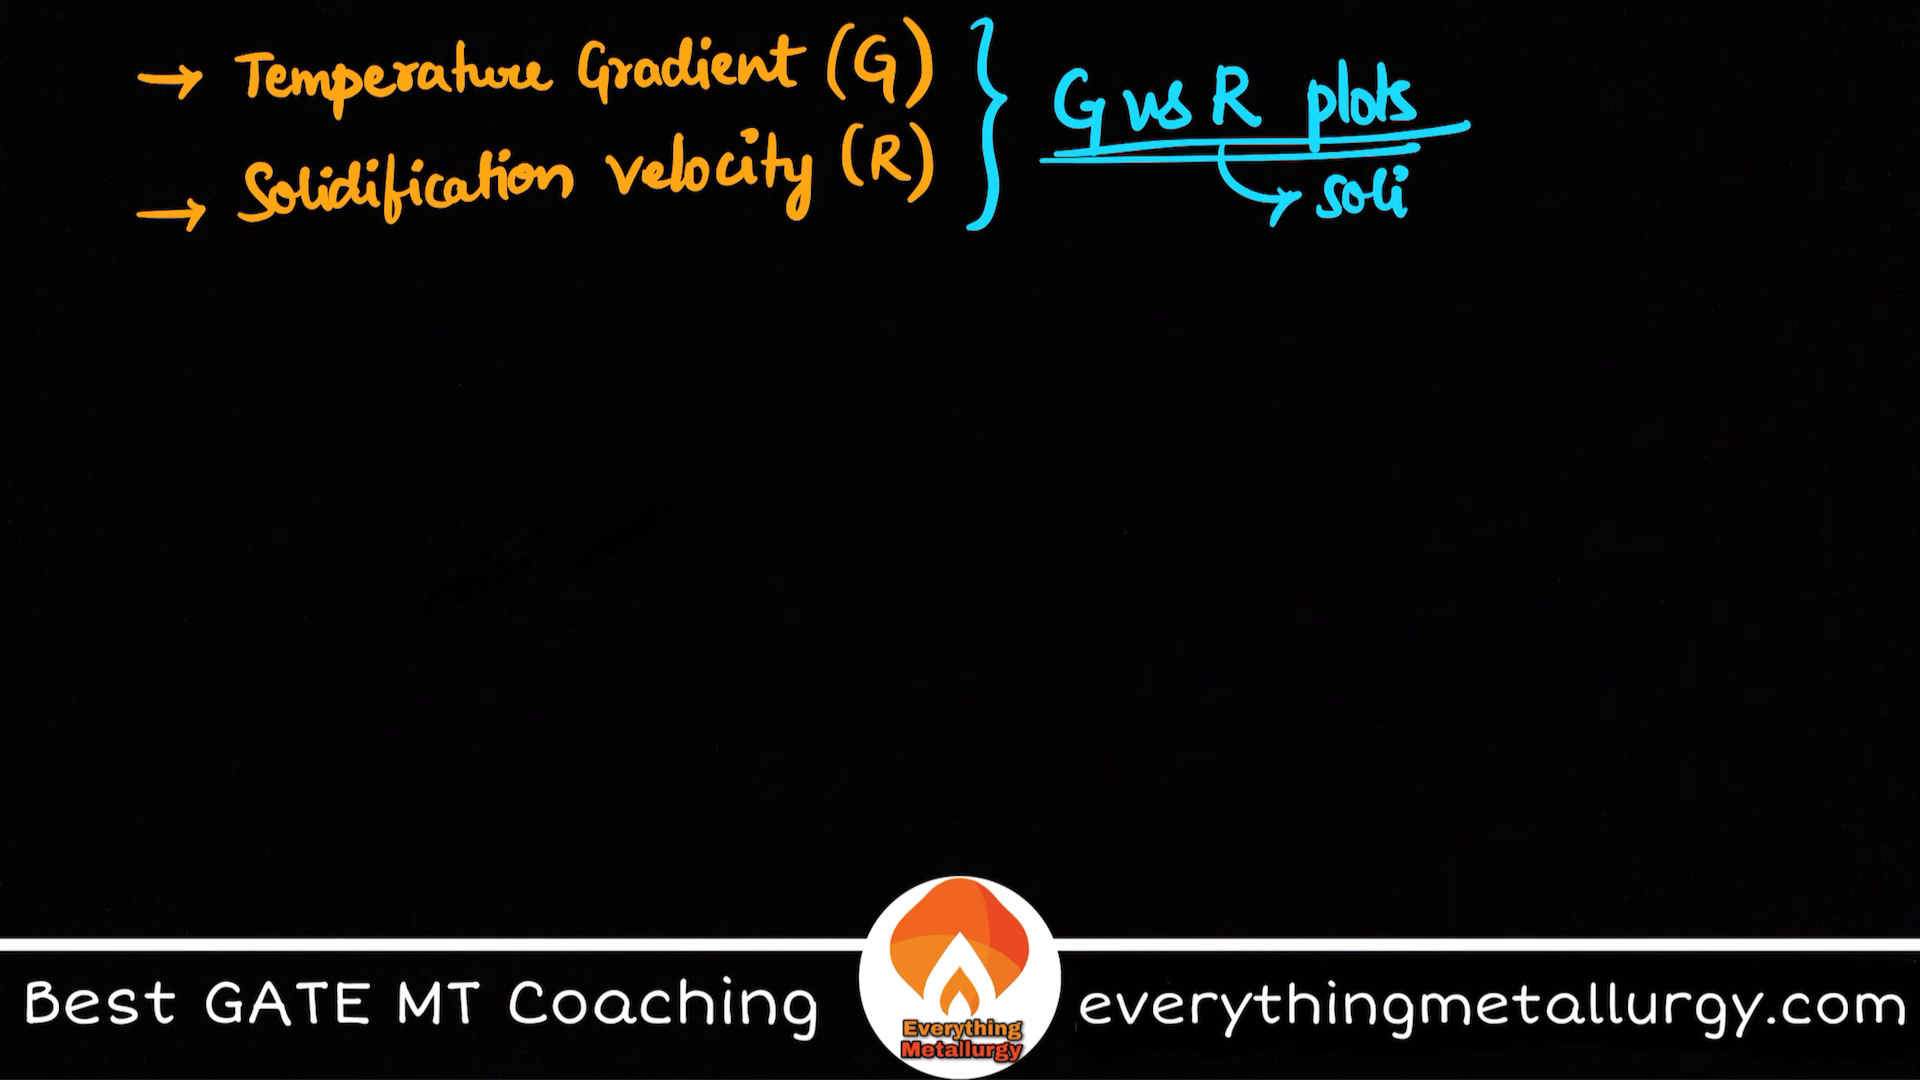 → Temperature Gradient (G)
→ Solidification velocity (R)
G vs R plots
→ soli
Best GATE MT Coaching
Everything
Metallurgy
everythingmetallurgy.com